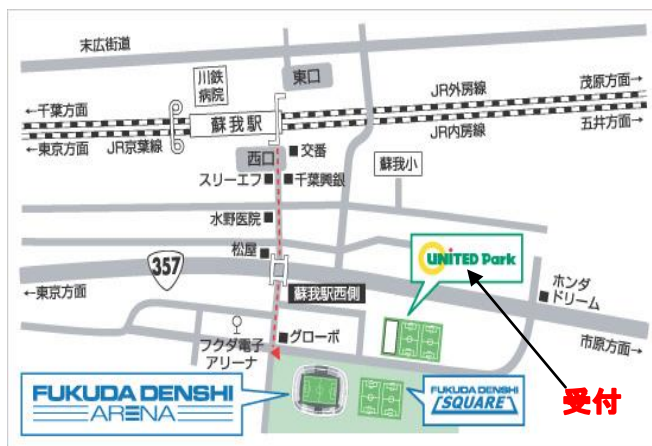 末広街道
川鉄
病院
東口
JR外房線
茂原方面→
←千葉方面
蘇我駅
←東京方面
JR京葉線
JR内房線
五井方面→
西口
交番
スリーエフ
千葉興銀
蘇我小
水野医院
松屋
UNITED Park
357
←東京方面
蘇我駅西側
ホンダ
ドリーム
フクダ電子
アリーナ
グローボ
市原方面→
FUKUDA DENSHI
ARENA
FUKUDA DENSHI
SQUARE
受付